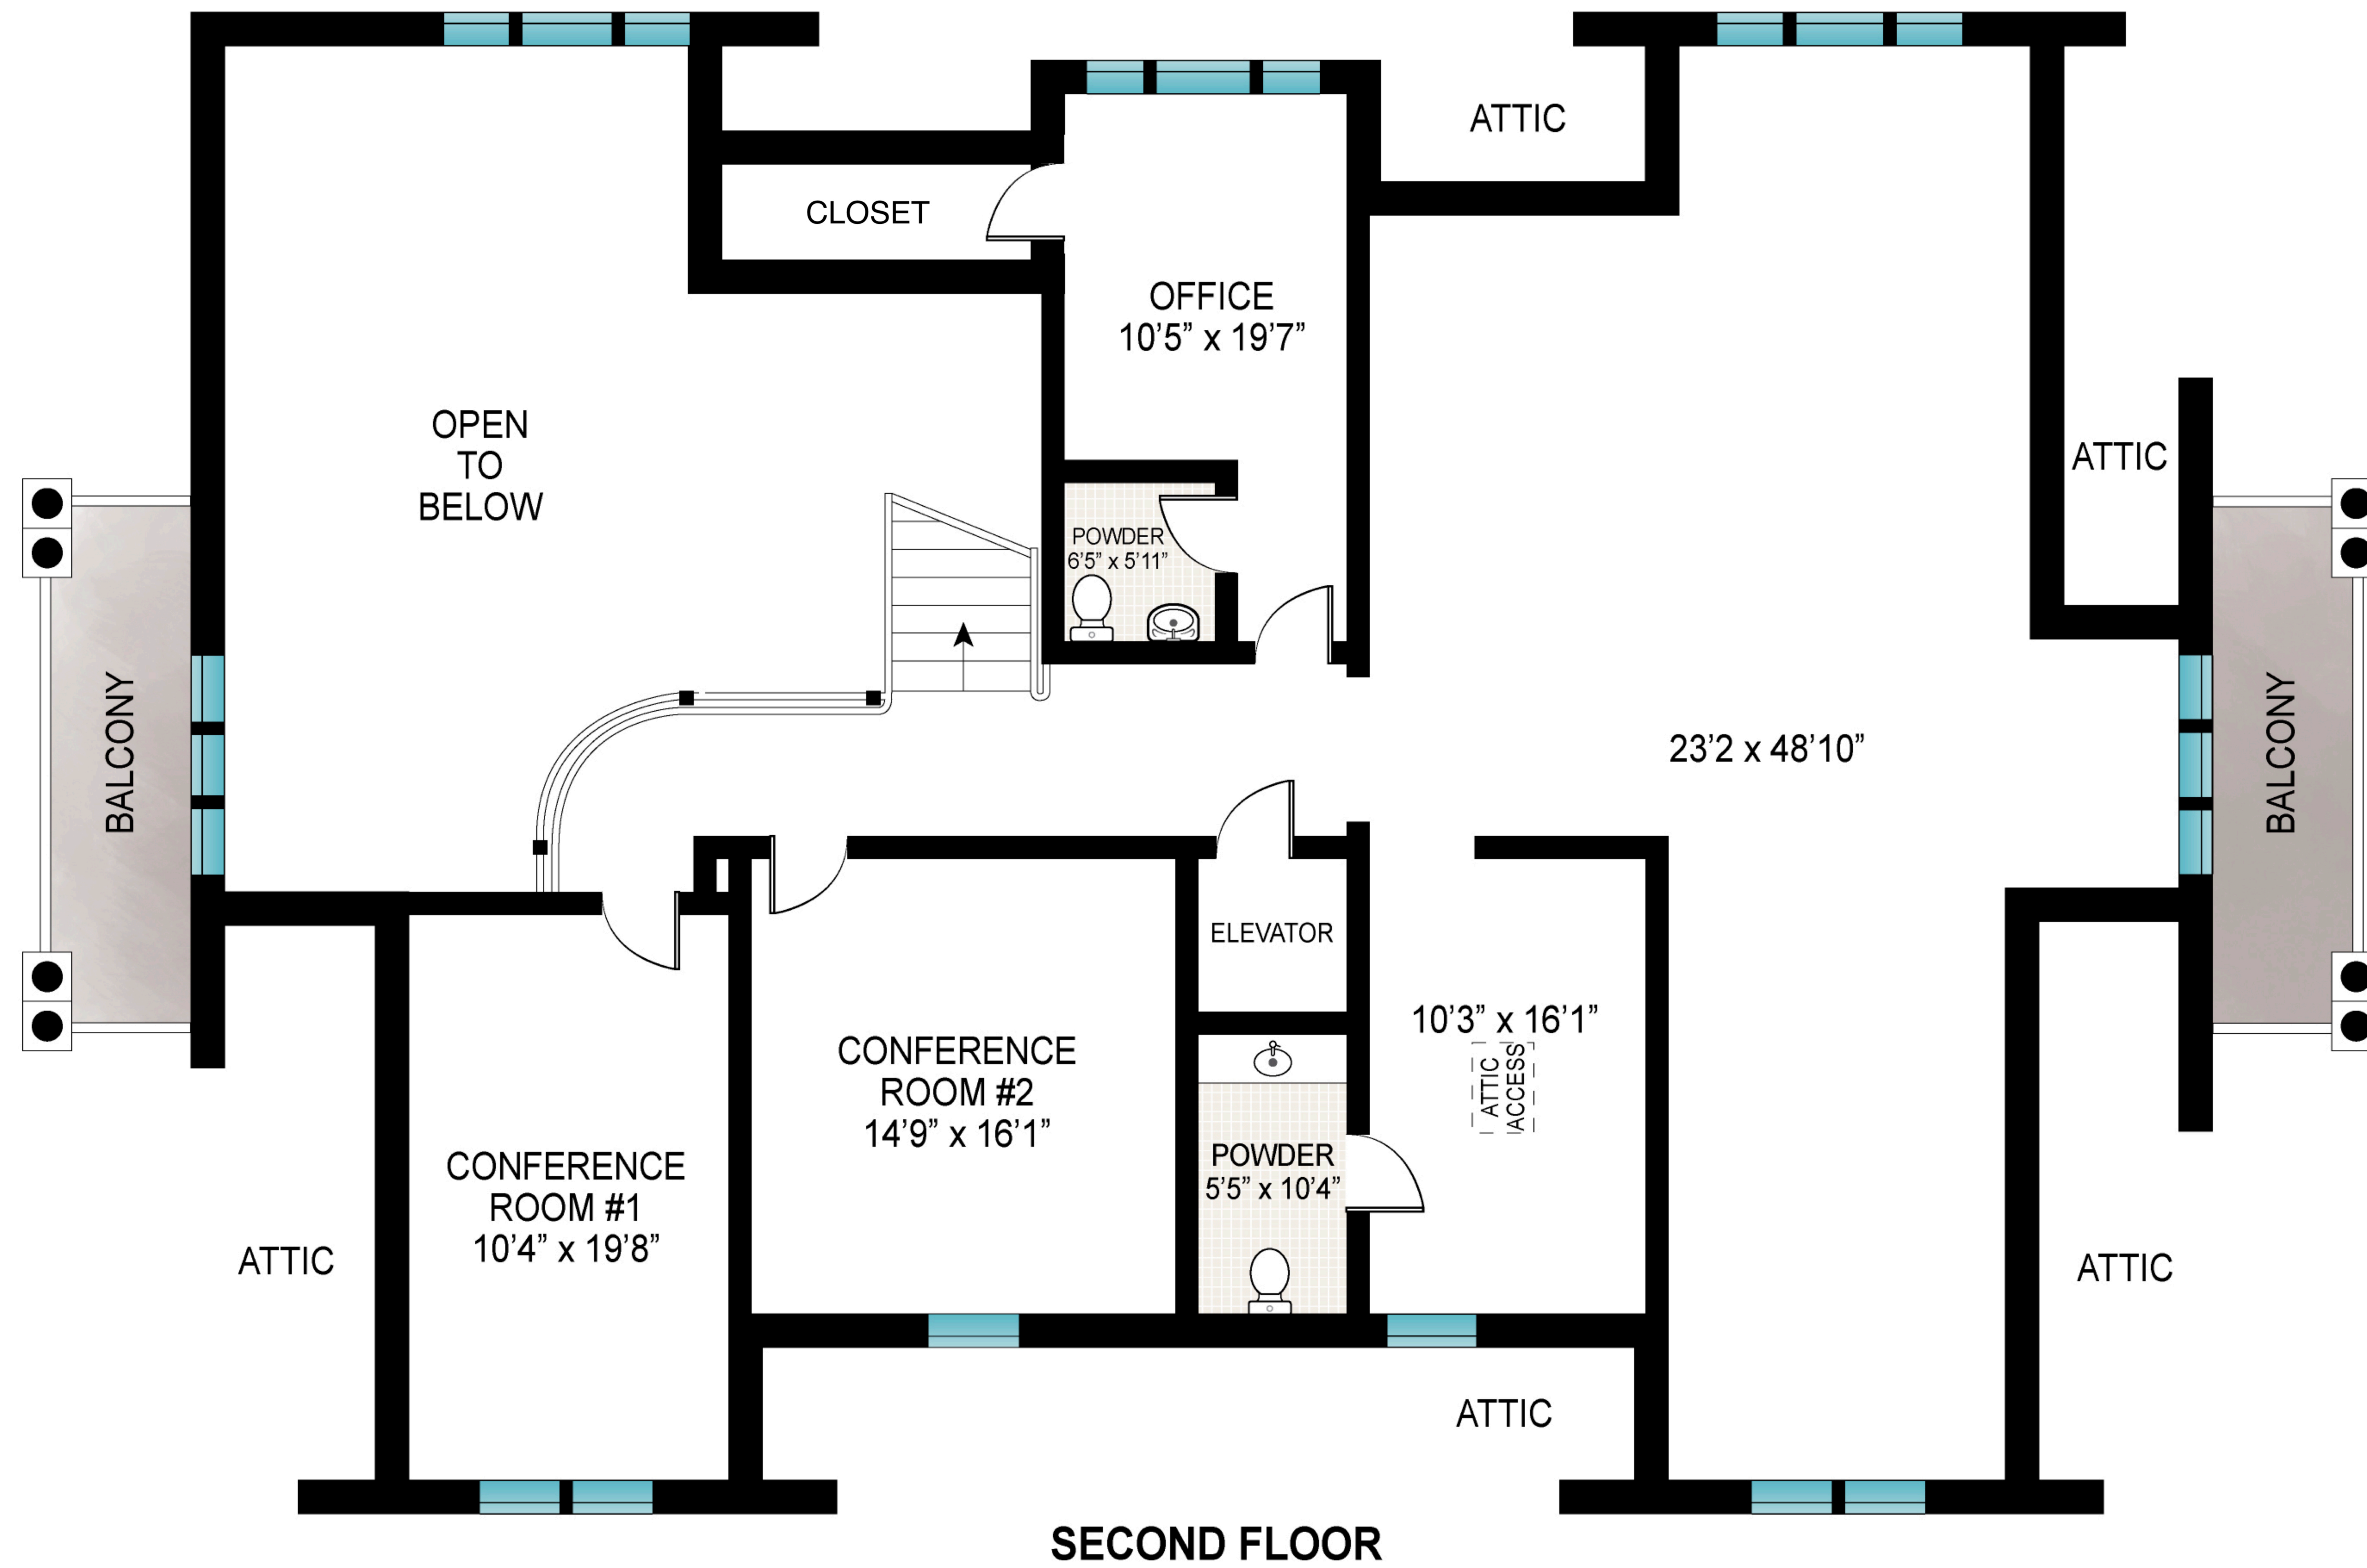 ATTIC
CLOSET
OFFICE
10’5” x 19’7”
OPEN
TO
BELOW
ATTIC
POWDER
6’5” x 5’11”
BALCONY
23’2 x 48’10”
BALCONY
ELEVATOR
10’3” x 16’1”
ATTIC
ACCESS
CONFERENCE
ROOM #2
14’9” x 16’1”
POWDER
5’5” x 10’4”
CONFERENCE
ROOM #1
10’4” x 19’8”
ATTIC
ATTIC
ATTIC
SECOND FLOOR